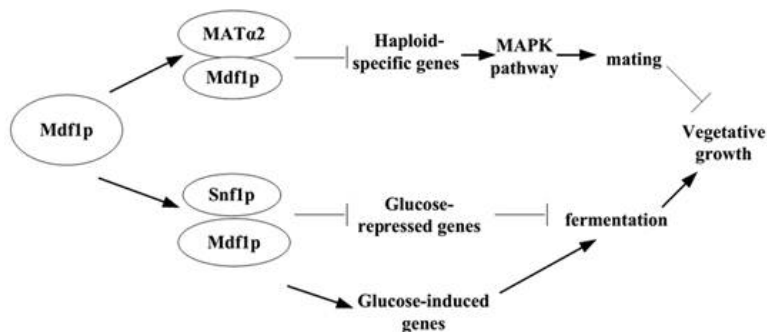 MATα2
Mdf1p
Haploid-
specific genes
MAPK
pathway
mating
Mdf1p
Vegetative
growth
Snf1p
Mdf1p
Glucose-
repressed genes
fermentation
Glucose-induced
genes